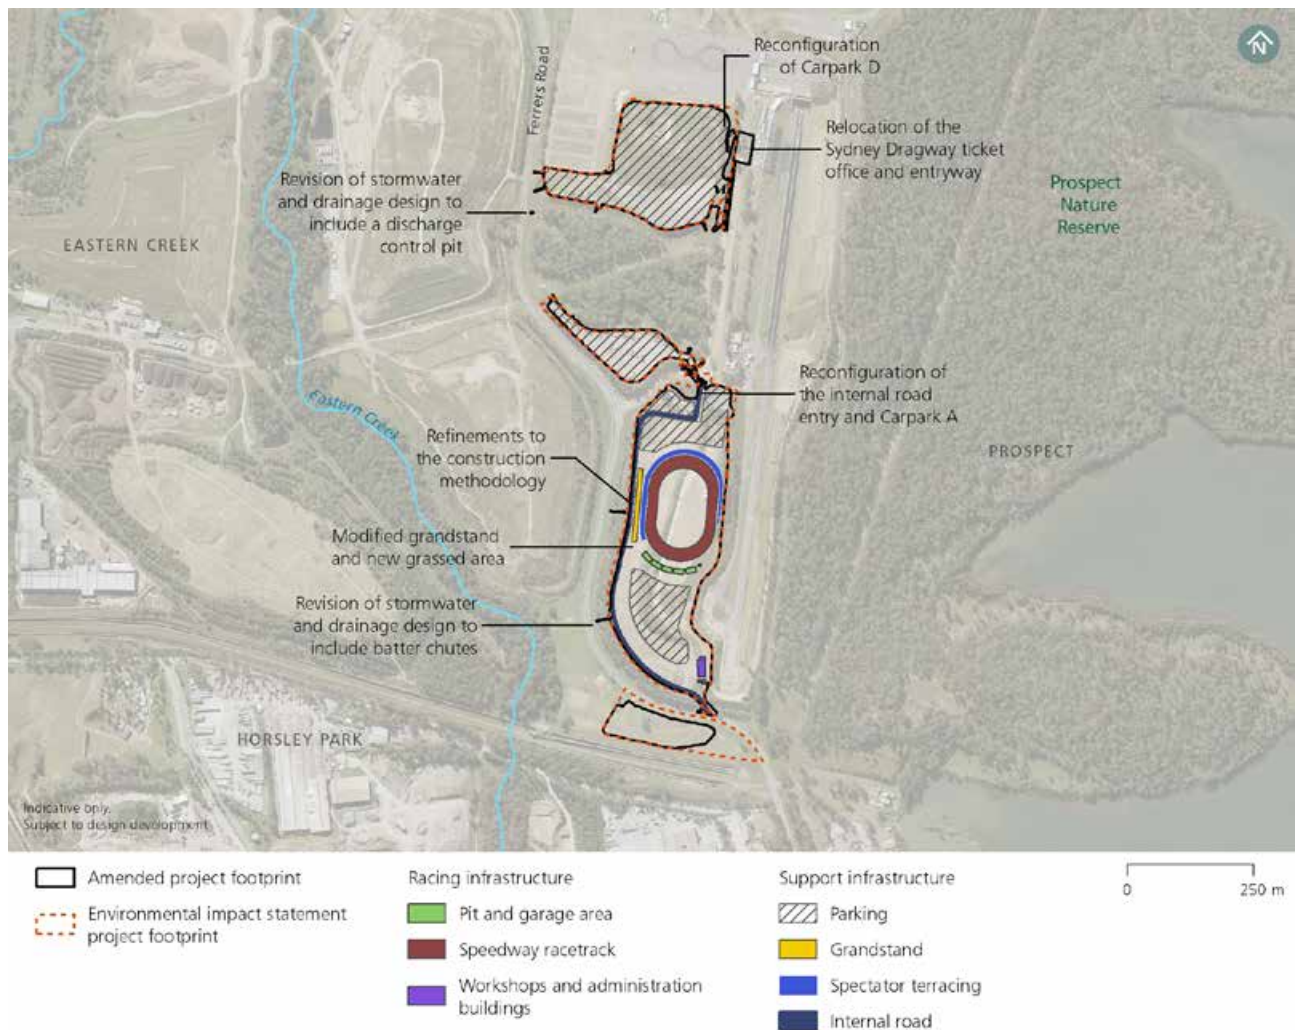 N
Ferrers Road
Reconfiguration
of Carpark D
Relocation of the
Sydney Dragway ticket
office and entryway
Revision of stormwater
and drainage design to
include a discharge
control pit
Prospect
Nature
Reserve
EASTERN CREEK
Eastern Creek
Reconfiguration of
the internal road
entry and Carpark A
Refinements to
the construction
methodology
PROSPECT
Modified grandstand
and new grassed area
Revision of stormwater
and drainage design to
include batter chutes
HORSLEY PARK
Indicative only.
Subject to design development
Amended project footprint
Environmental impact statement
project footprint
Racing infrastructure
Pit and garage area
Speedway racetrack
Workshops and administration
buildings
Support infrastructure
Parking
Grandstand
Spectator terracing
Internal road
0 250 m